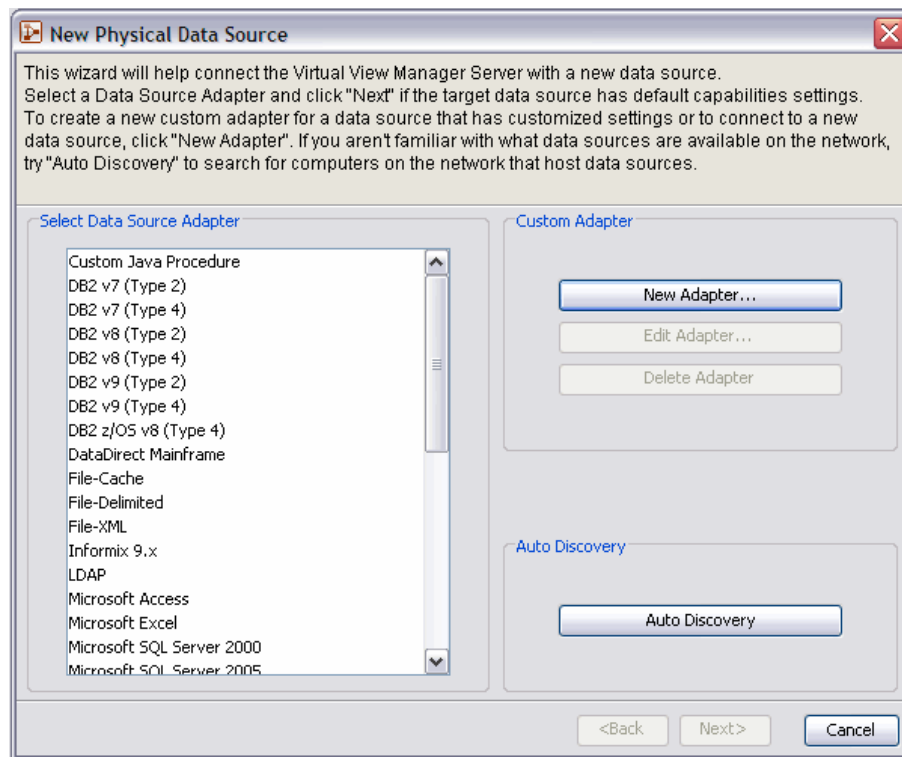 New Physical Data Source
This wizard will help connect the Virtual View Manager Server with a new data source.
Select a Data Source Adapter and click "Next" if the target data source has default capabilities settings.
To create a new custom adapter for a data source that has customized settings or to connect to a new
data source, click "New Adapter". If you aren't familiar with what data sources are available on the network,
try "Auto Discovery" to search for computers on the network that host data sources.
Select Data Source Adapter
Custom Java Procedure
DB2 v7 (Type 2)
DB2 v7 (Type 4)
DB2 v8 (Type 2)
DB2 v8 (Type 4)
DB2 v9 (Type 2)
DB2 v9 (Type 4)
DB2 z/OS v8 (Type 4)
DataDirect Mainframe
File-Cache
File-Delimited
File-XML
Informix 9.x
LDAP
Microsoft Access
Microsoft Excel
Microsoft SQL Server 2000
Microsoft SQL Server 2005
Custom Adapter
New Adapter...
Edit Adapter...
Delete Adapter
Auto Discovery
Auto Discovery
<Back
Next>
Cancel